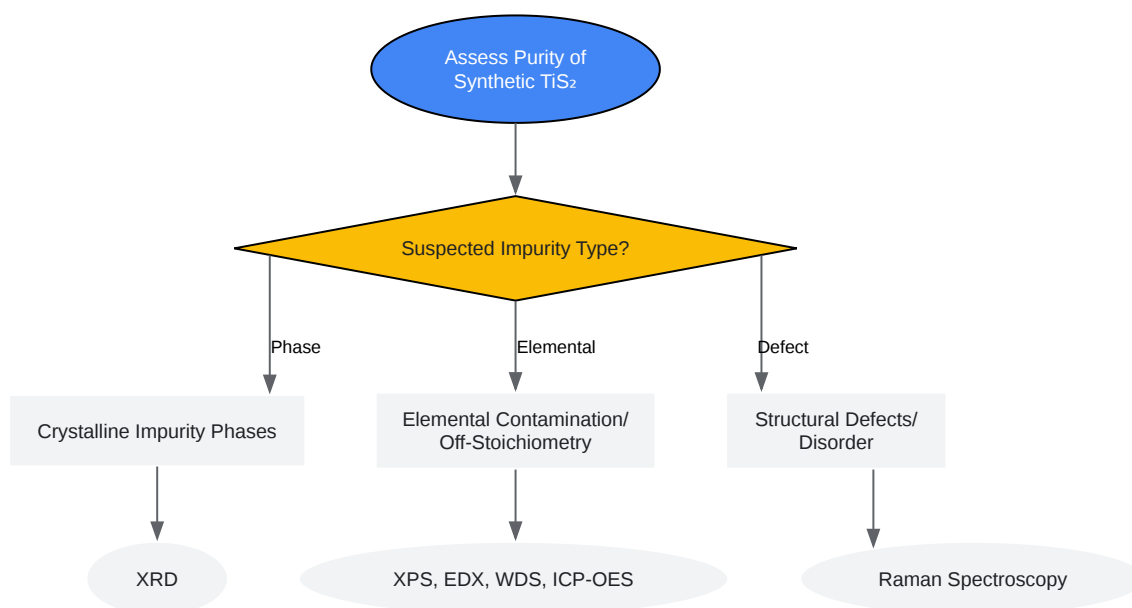 Assess Purity of
Synthetic TiS₂
Suspected Impurity Type?
Phase
Elemental
Defect
Crystalline Impurity Phases
Elemental Contamination/
Off-Stoichiometry
Structural Defects/
Disorder
XRD
XPS, EDX, WDS, ICP-OES
Raman Spectroscopy